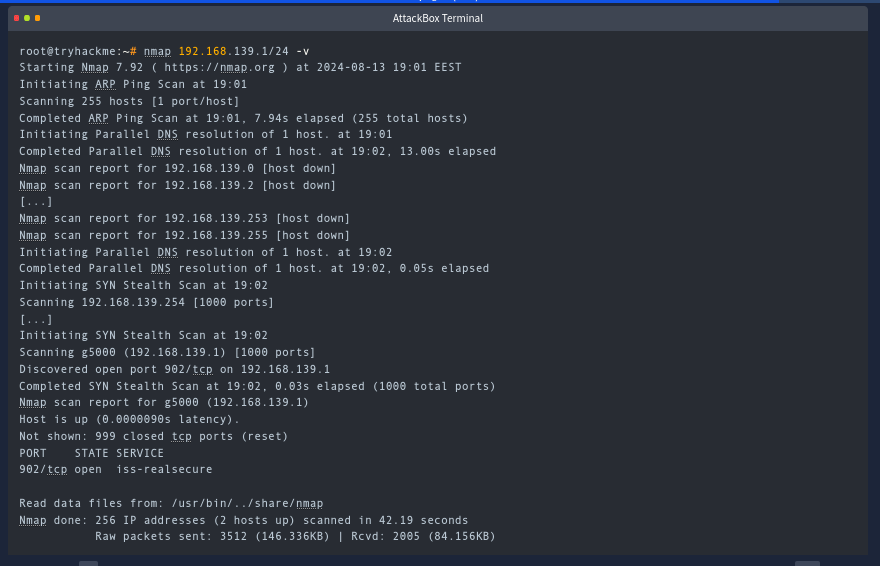 AttackBox Terminal
root@tryhackme:~# nmap 192.168.139.1/24 -v
Starting Nmap 7.92 ( https://nmap.org ) at 2024-08-13 19:01 EEST
Initiating ARP Ping Scan at 19:01
Scanning 255 hosts [1 port/host]
Completed ARP Ping Scan at 19:01, 7.94s elapsed (255 total hosts)
Initiating Parallel DNS resolution of 1 host. at 19:01
Completed Parallel DNS resolution of 1 host. at 19:02, 13.00s elapsed
Nmap scan report for 192.168.139.0 [host down]
Nmap scan report for 192.168.139.2 [host down]
[...]
Nmap scan report for 192.168.139.253 [host down]
Nmap scan report for 192.168.139.255 [host down]
Initiating Parallel DNS resolution of 1 host. at 19:02
Completed Parallel DNS resolution of 1 host. at 19:02, 0.05s elapsed
Initiating SYN Stealth Scan at 19:02
Scanning 192.168.139.254 [1000 ports]
[...]
Initiating SYN Stealth Scan at 19:02
Scanning g5000 (192.168.139.1) [1000 ports]
Discovered open port 902/tcp on 192.168.139.1
Completed SYN Stealth Scan at 19:02, 0.03s elapsed (1000 total ports)
Nmap scan report for g5000 (192.168.139.1)
Host is up (0.0000090s latency).
Not shown: 999 closed tcp ports (reset)
PORT    STATE SERVICE
902/tcp open  iss-realsecure
Read data files from: /usr/bin/../share/nmap
Nmap done: 256 IP addresses (2 hosts up) scanned in 42.19 seconds
Raw packets sent: 3512 (146.336KB) | Rcvd: 2005 (84.156KB)